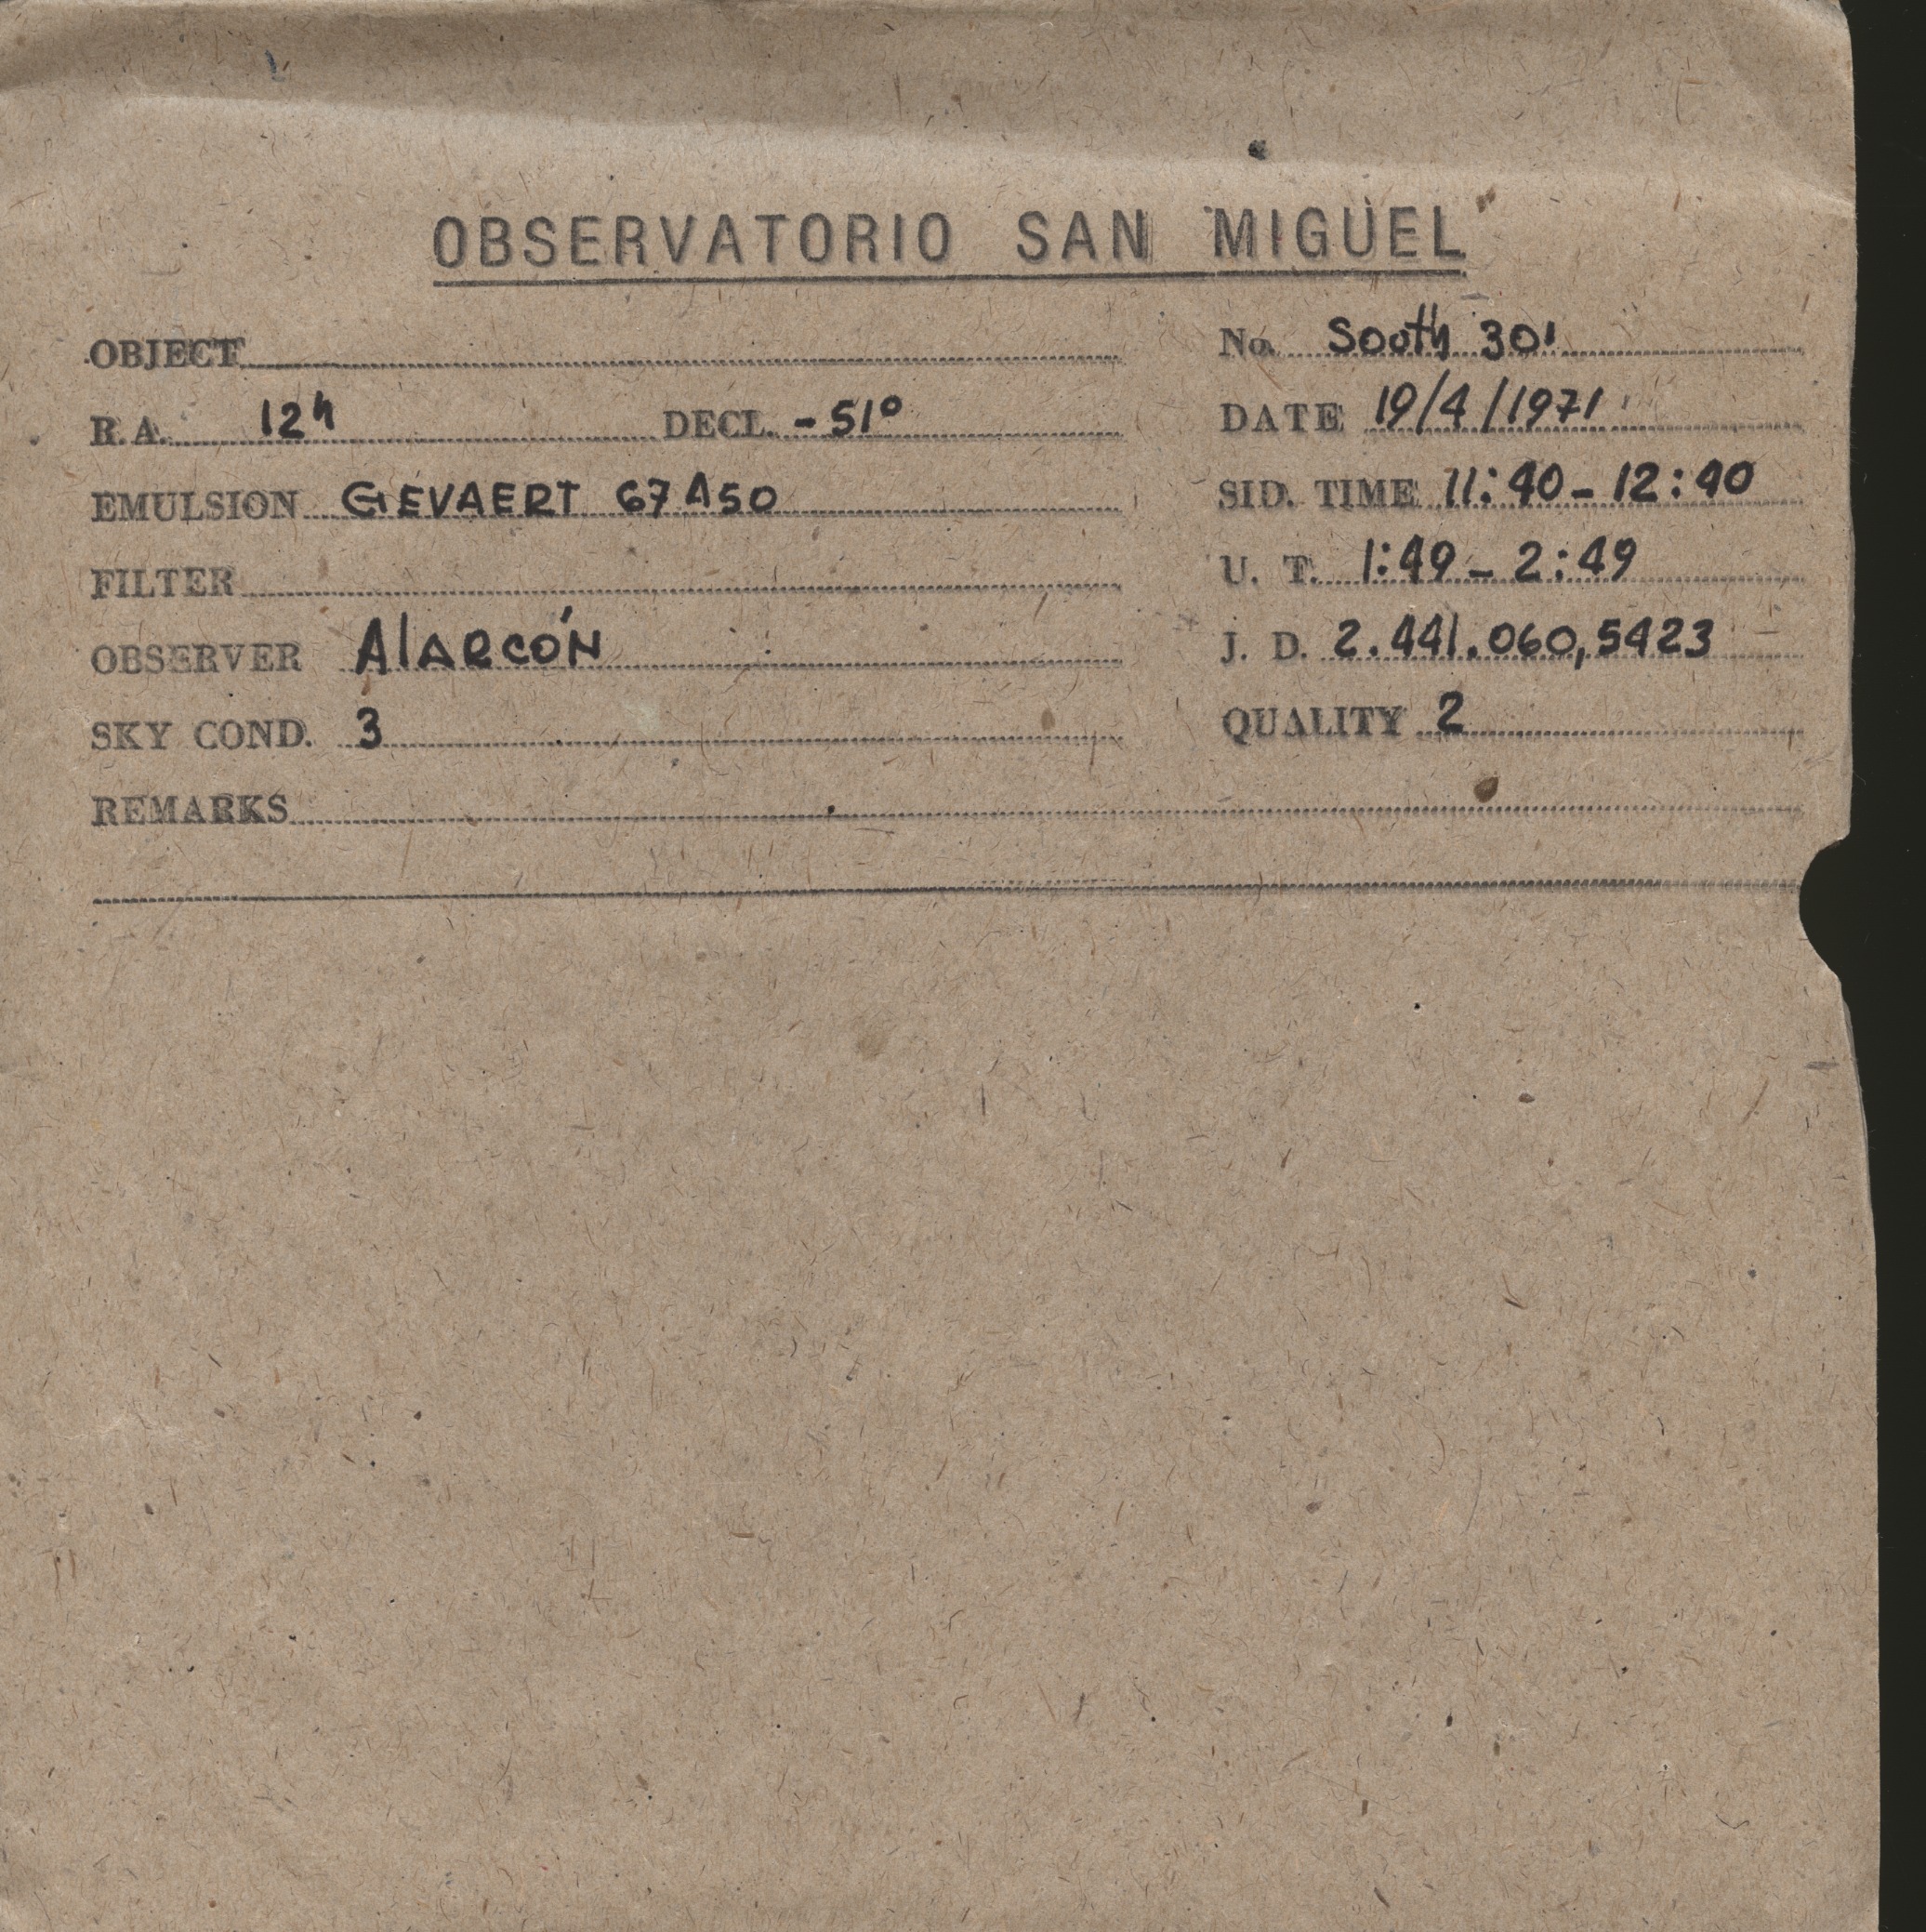 OBSERVATORIO SAN MIGUEL
OBJECT
No. South 301
R.A. 12h DECL. -51°
DATE 19/4/1971
EMULSION GEVAERT 67A50
SID. TIME 11:40-12:40
FILTER
U. T. 1:49-2:49
OBSERVER Alarcón
J. D. 2.441.060,5423
SKY COND. 3
QUALITY 2
REMARKS